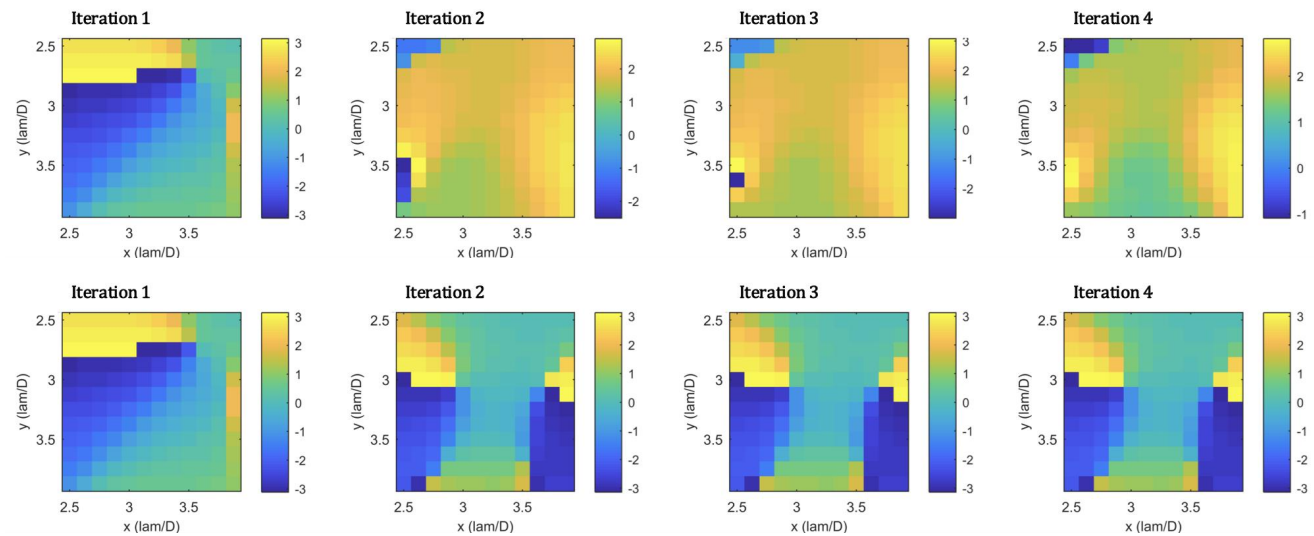 Iteration 1
2.5
3
3.5
y (lam/D)
2.5 3 3.5
x (lam/D)
3
2
1
0
-1
-2
-3
Iteration 2
2.5
3
3.5
y (lam/D)
2.5 3 3.5
x (lam/D)
2
1
0
-1
-2
Iteration 3
2.5
3
3.5
y (lam/D)
2.5 3 3.5
x (lam/D)
3
2
1
0
-1
-2
Iteration 4
2.5
3
3.5
y (lam/D)
2.5 3 3.5
x (lam/D)
2
1
0
-1
Iteration 1
2.5
3
3.5
y (lam/D)
2.5 3 3.5
x (lam/D)
3
2
1
0
-1
-2
-3
Iteration 2
2.5
3
3.5
y (lam/D)
2.5 3 3.5
x (lam/D)
3
2
1
0
-1
-2
-3
Iteration 3
2.5
3
3.5
y (lam/D)
2.5 3 3.5
x (lam/D)
3
2
1
0
-1
-2
-3
Iteration 4
2.5
3
3.5
y (lam/D)
2.5 3 3.5
x (lam/D)
3
2
1
0
-1
-2
-3